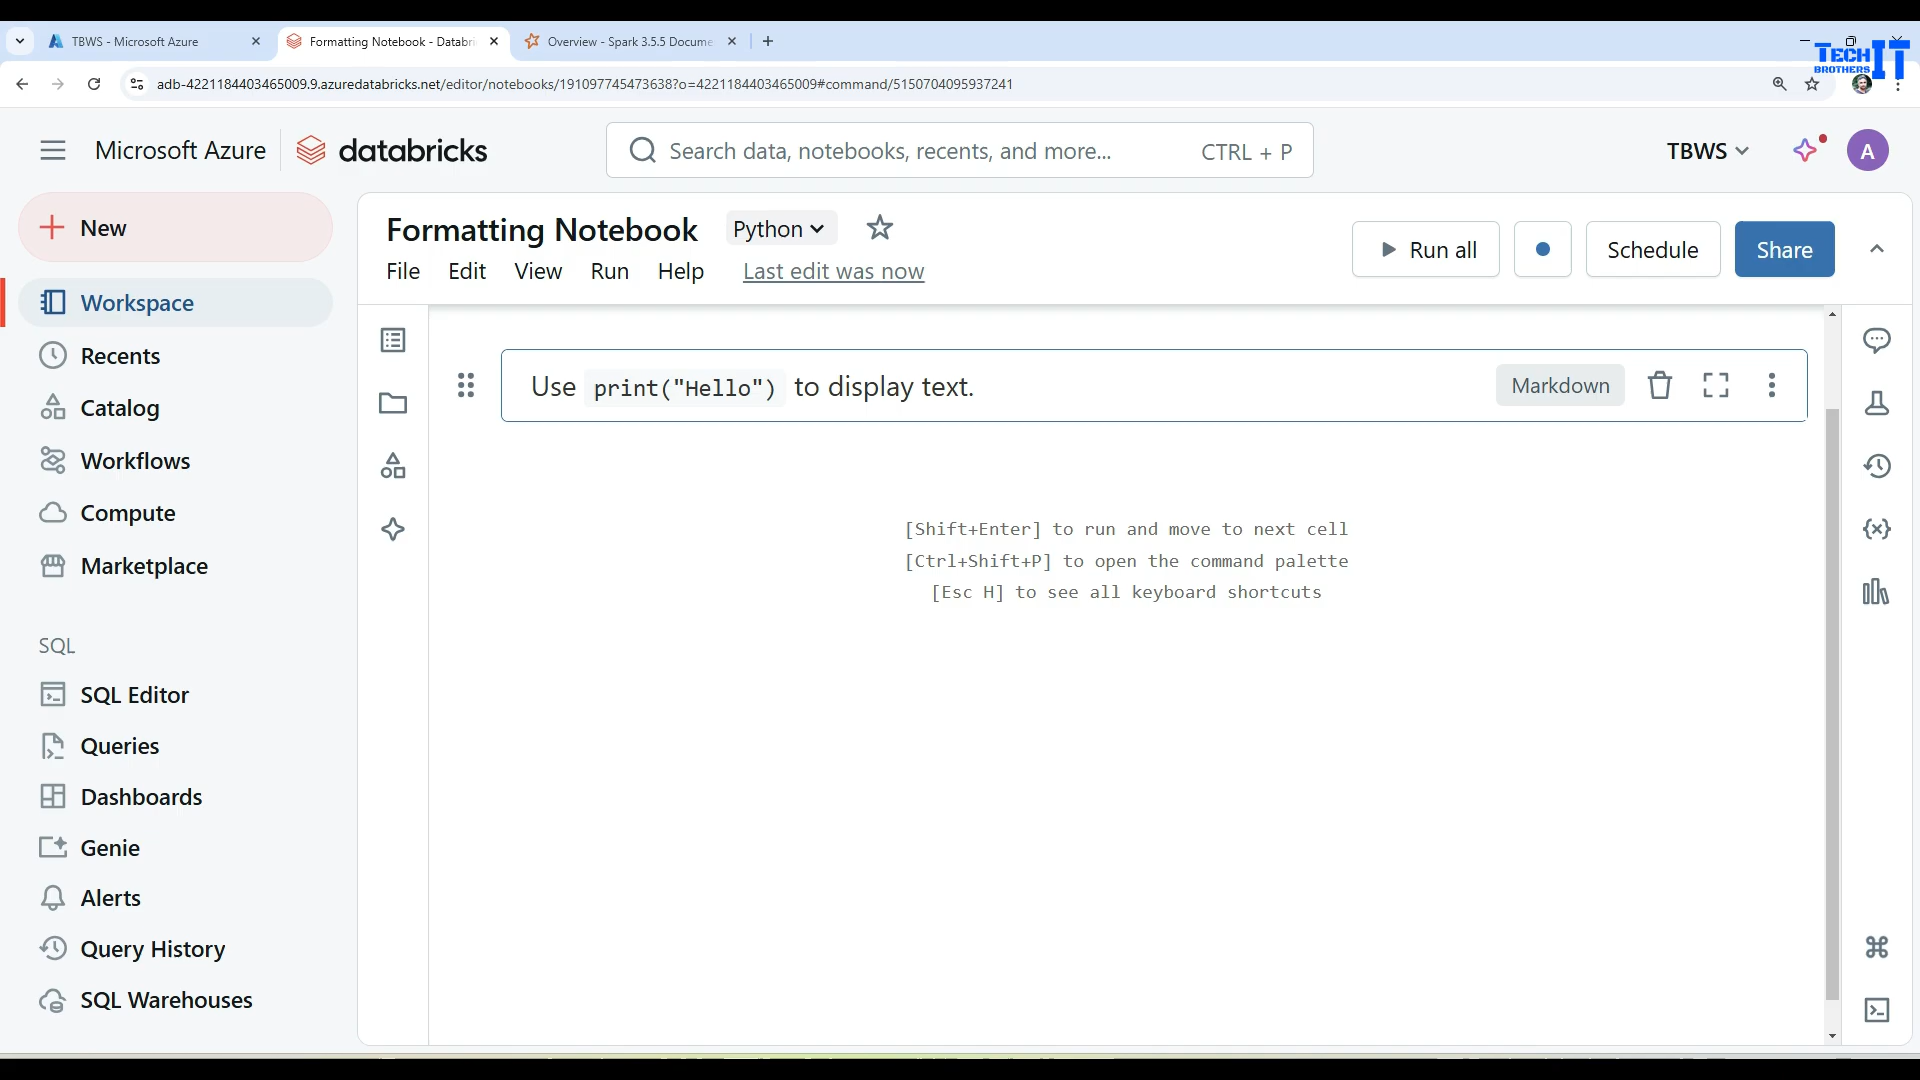 TBWS - Microsoft Azure
Formatting Notebook - Databri
Overview - Spark 3.5.5 Docume
TECH IT
BROTHERS
adb-4221184403465009.9.azuredatabricks.net/editor/notebooks/191097745473638?o=4221184403465009#command/5150704095937241
Microsoft Azure
databricks
Search data, notebooks, recents, and more...
CTRL + P
TBWS
A
New
Workspace
Recents
Catalog
Workflows
Compute
Marketplace
SQL
SQL Editor
Queries
Dashboards
Genie
Alerts
Query History
SQL Warehouses
Formatting Notebook
Python
File
Edit
View
Run
Help
Last edit was now
Run all
Schedule
Share
Use print("Hello") to display text.
Markdown
[Shift+Enter] to run and move to next cell
[Ctrl+Shift+P] to open the command palette
[Esc H] to see all keyboard shortcuts